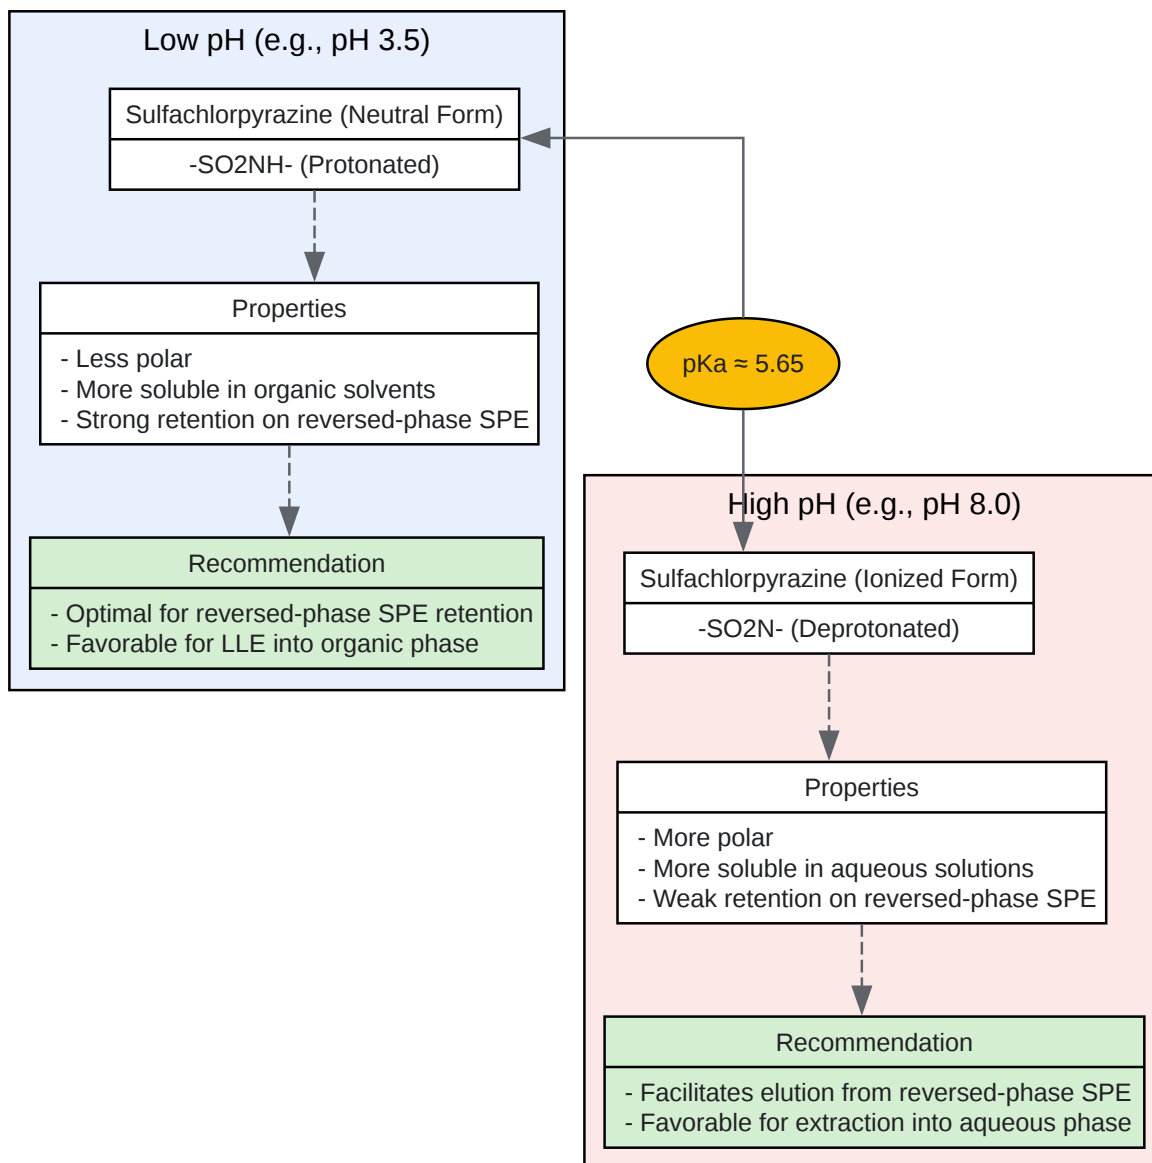 Low pH (e.g., pH 3.5)
Sulfachlorpyrazine (Neutral Form)
-SO2NH- (Protonated)
Properties
- Less polar
- More soluble in organic solvents
- Strong retention on reversed-phase SPE
Recommendation
- Optimal for reversed-phase SPE retention
- Favorable for LLE into organic phase
pKa ≈ 5.65
High pH (e.g., pH 8.0)
Sulfachlorpyrazine (Ionized Form)
-SO2N- (Deprotonated)
Properties
- More polar
- More soluble in aqueous solutions
- Weak retention on reversed-phase SPE
Recommendation
- Facilitates elution from reversed-phase SPE
- Favorable for extraction into aqueous phase